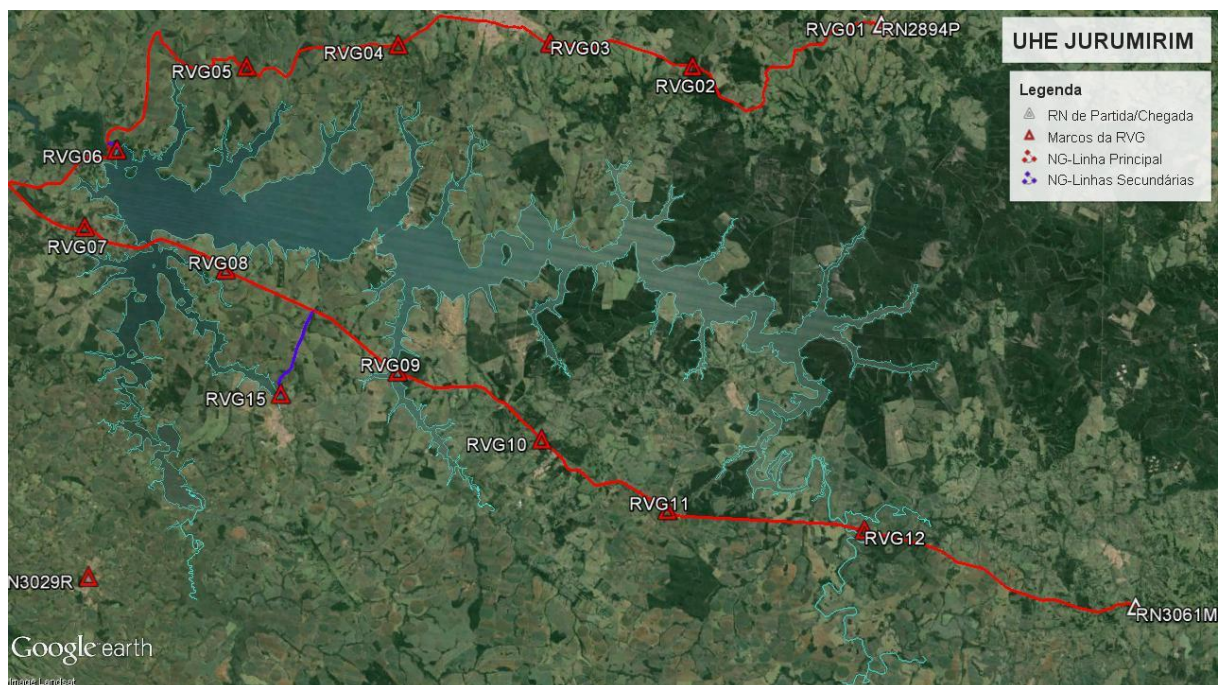 UHE JURUMIRIM
Legenda
RN de Partida/Chegada
Marcos da RVG
NG-Linha Principal
NG-Linhas Secundárias
RVG01
RN2894P
RVG04
RVG03
RVG05
RVG02
RVG06
RVG07
RVG08
RVG09
RVG15
RVG10
RVG11
RVG12
N3029R
RN3061M
Google earth
Image Landsat